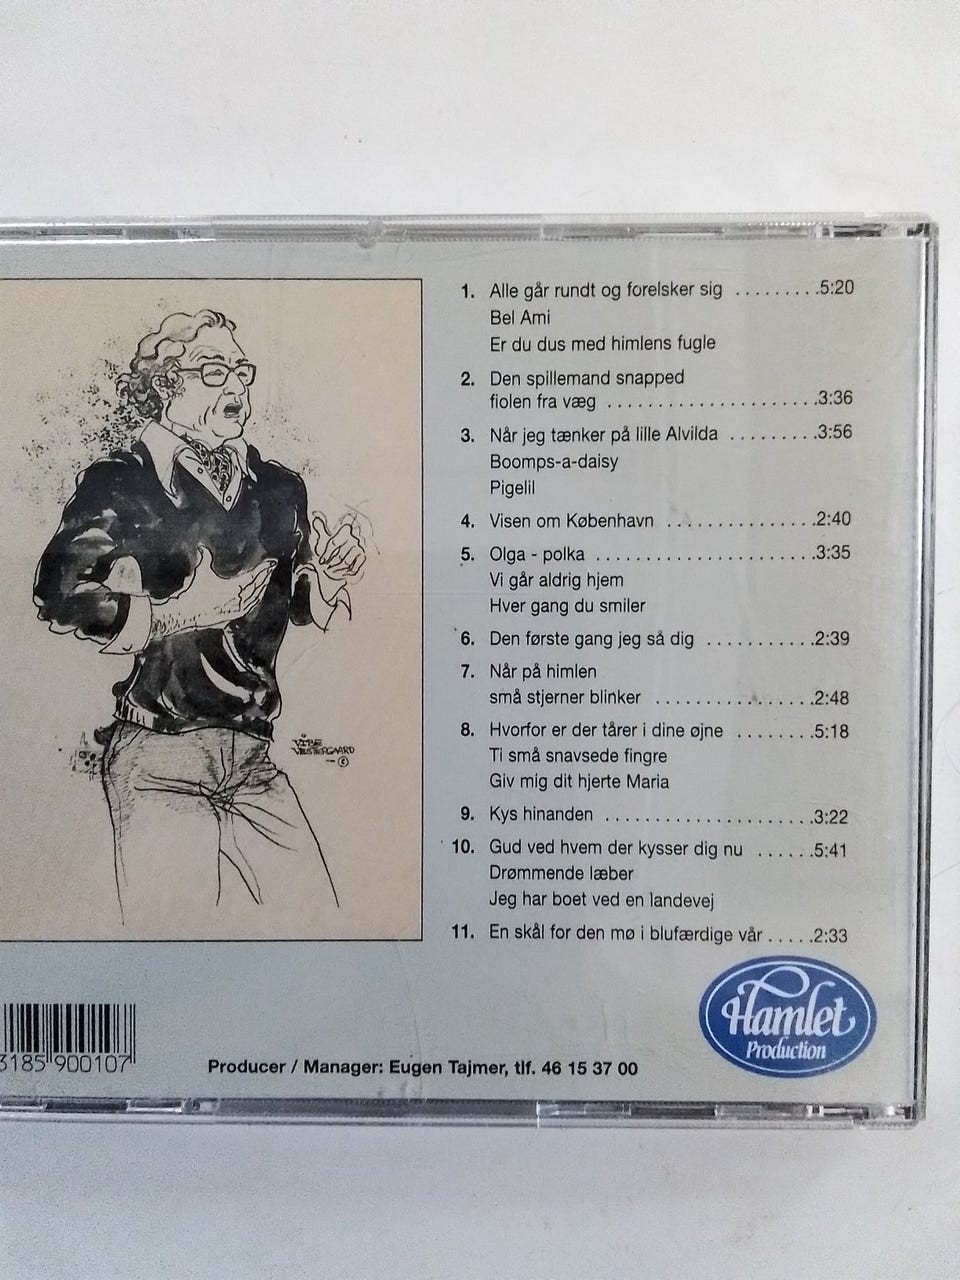 1. Alle går rundt og forelsker sig .........5:20
Bel Ami
Er du dus med himlens fugle
2. Den spillemand snapped
fiolen fra væg .....................3:36
3. Når jeg tænker på lille Alvilda .........3:56
Boomps-a-daisy
Pigelil
4. Visen om København ...............2:40
5. Olga - polka ......................3:35
Vi går aldrig hjem
Hver gang du smiler
6. Den første gang jeg så dig ...........2:39
7. Når på himlen
små stjerner blinker ................2:48
8. Hvorfor er der tårer i dine øjne ........5:18
Ti små snavsede fingre
Giv mig dit hjerte Maria
9. Kys hinanden .....................3:22
10. Gud ved hvem der kysser dig nu ......5:41
Drømmende læber
Jeg har boet ved en landevej
11. En skål for den mø i blufærdige vår .....2:33
VIBE
VESTERGAARD
©
Hamlet
Production
3185 900107
Producer / Manager: Eugen Tajmer, tlf. 46 15 37 00